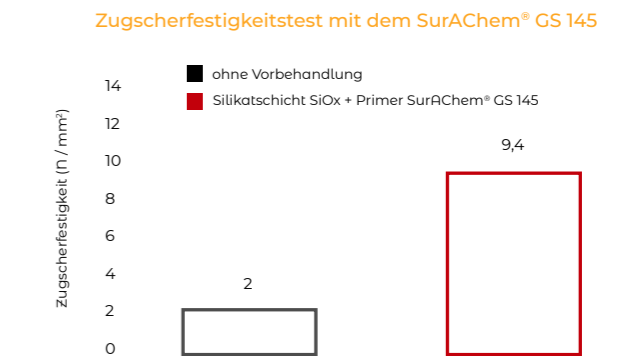 Zugscherfestigkeitstest mit dem SurAChem® GS 145
ohne Vorbehandlung
Silikatschicht SiOx + Primer SurAChem® GS 145
Zugscherfestigkeit (N / mm²)
14
12
10
8
6
4
2
0
2
9,4